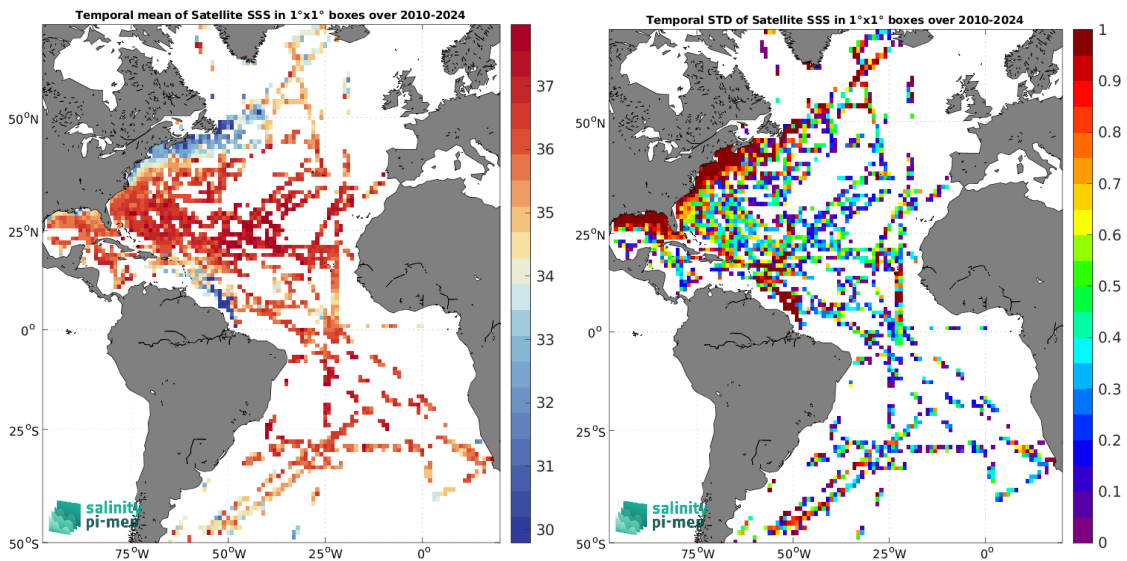 Temporal mean of Satellite SSS in 1°x1° boxes over 2010-2024
50°N
25°N
0°
25°S
50°S
75°W
50°W
25°W
0°
37
36
35
34
33
32
31
30
salinity
pi-mep
Temporal STD of Satellite SSS in 1°x1° boxes over 2010-2024
50°N
25°N
0°
25°S
50°S
75°W
50°W
25°W
0°
1
0.9
0.8
0.7
0.6
0.5
0.4
0.3
0.2
0.1
0
salinity
pi-mep